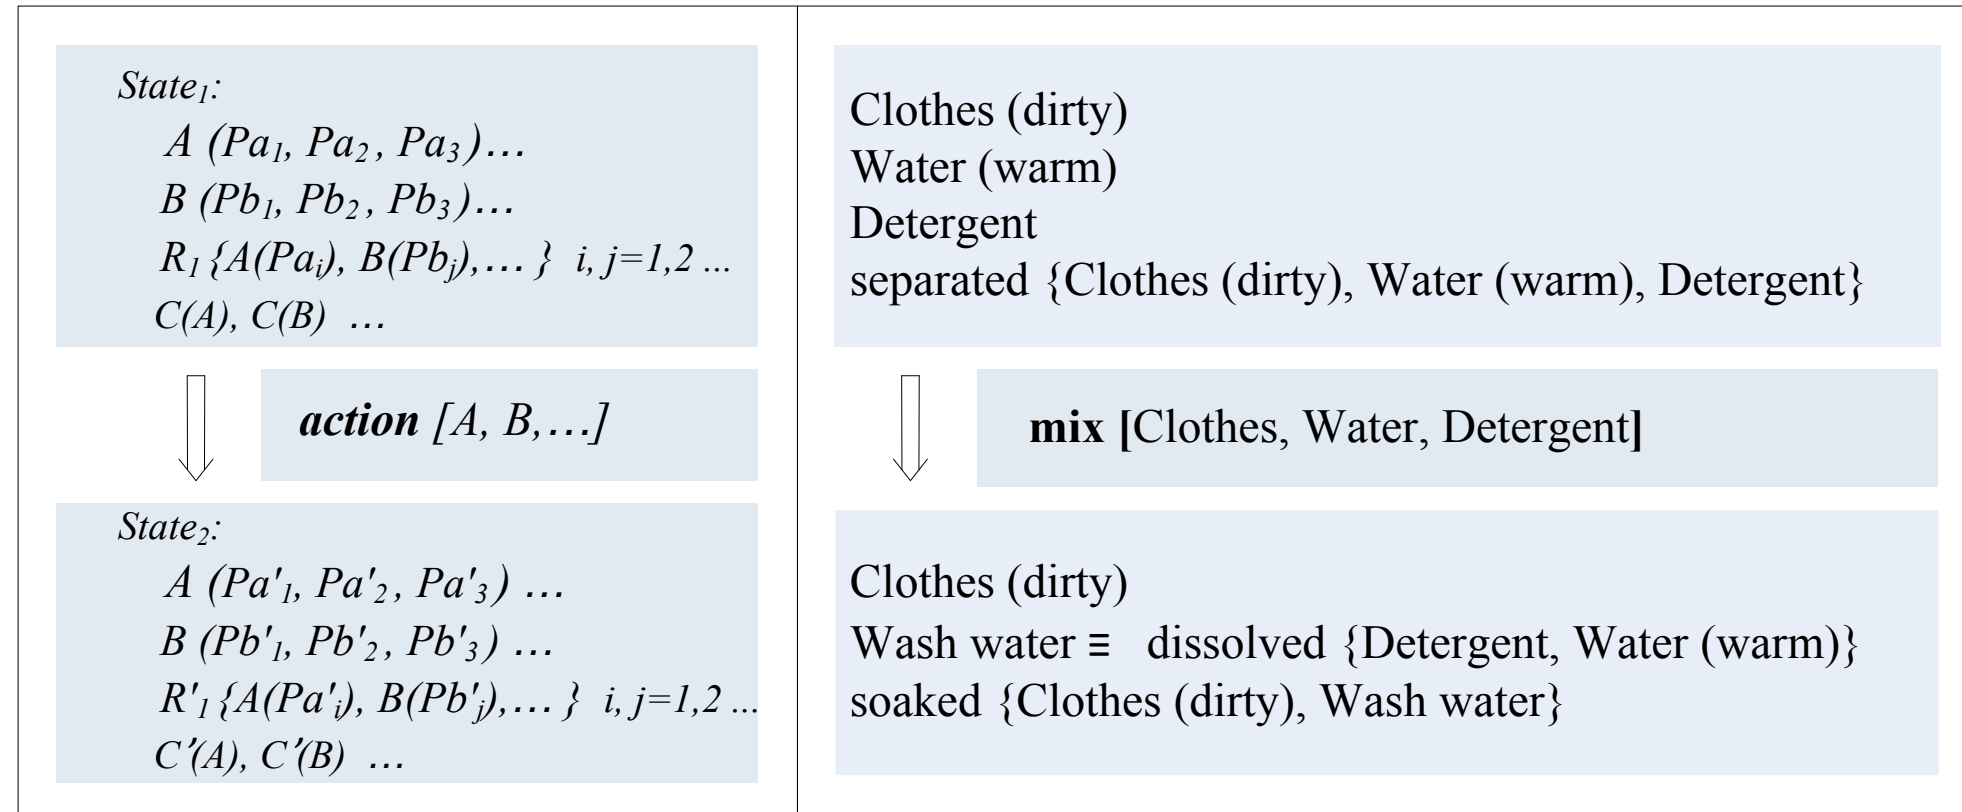 State₁:
A (Pa₁, Pa₂, Pa₃)…
B (Pb₁, Pb₂, Pb₃)…
R₁ {A(Paᵢ), B(Pbⱼ),… } i, j=1,2 ...
C(A), C(B) …
action [A, B,…]
State₂:
A (Pa'₁, Pa'₂, Pa'₃) …
B (Pb'₁, Pb'₂, Pb'₃) …
R'₁ {A(Pa'ᵢ), B(Pb'ⱼ),… } i, j=1,2 ...
C’(A), C’(B) …
Clothes (dirty)
Water (warm)
Detergent
separated {Clothes (dirty), Water (warm), Detergent}
mix [Clothes, Water, Detergent]
Clothes (dirty)
Wash water ≡ dissolved {Detergent, Water (warm)}
soaked {Clothes (dirty), Wash water}